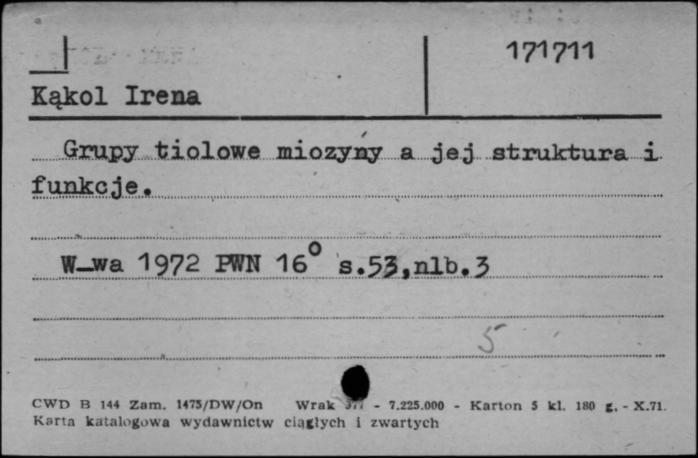 171711
Kąkol Irena
Grupy tiolowe miozyny a jej struktura i
funkcje.
W-wa 1972 PWN 16° s.53,nlb.3
5
CWD B 144 Zam. 1475/DW/On Wrak - 7.225.000 - Karton 5 kl. 180 g. - X.71.
Karta katalogowa wydawnictw ciągłych i zwartych